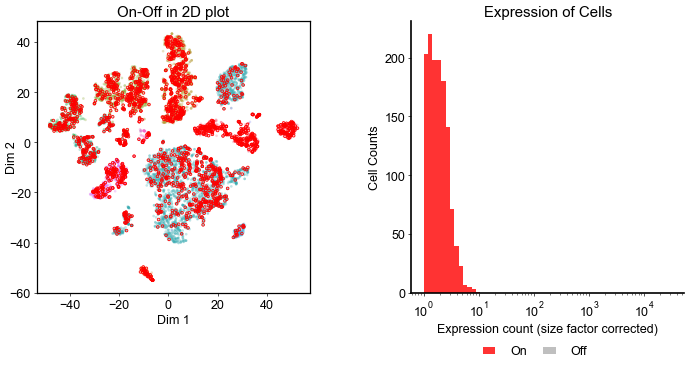 On-Off in 2D plot
40
20
0
−20
−40
−60
Dim 2
−40 −20 0 20 40
Dim 1
Expression of Cells
200
150
100
50
0
Cell Counts
10^0 10^1 10^2 10^3 10^4
Expression count (size factor corrected)
On Off